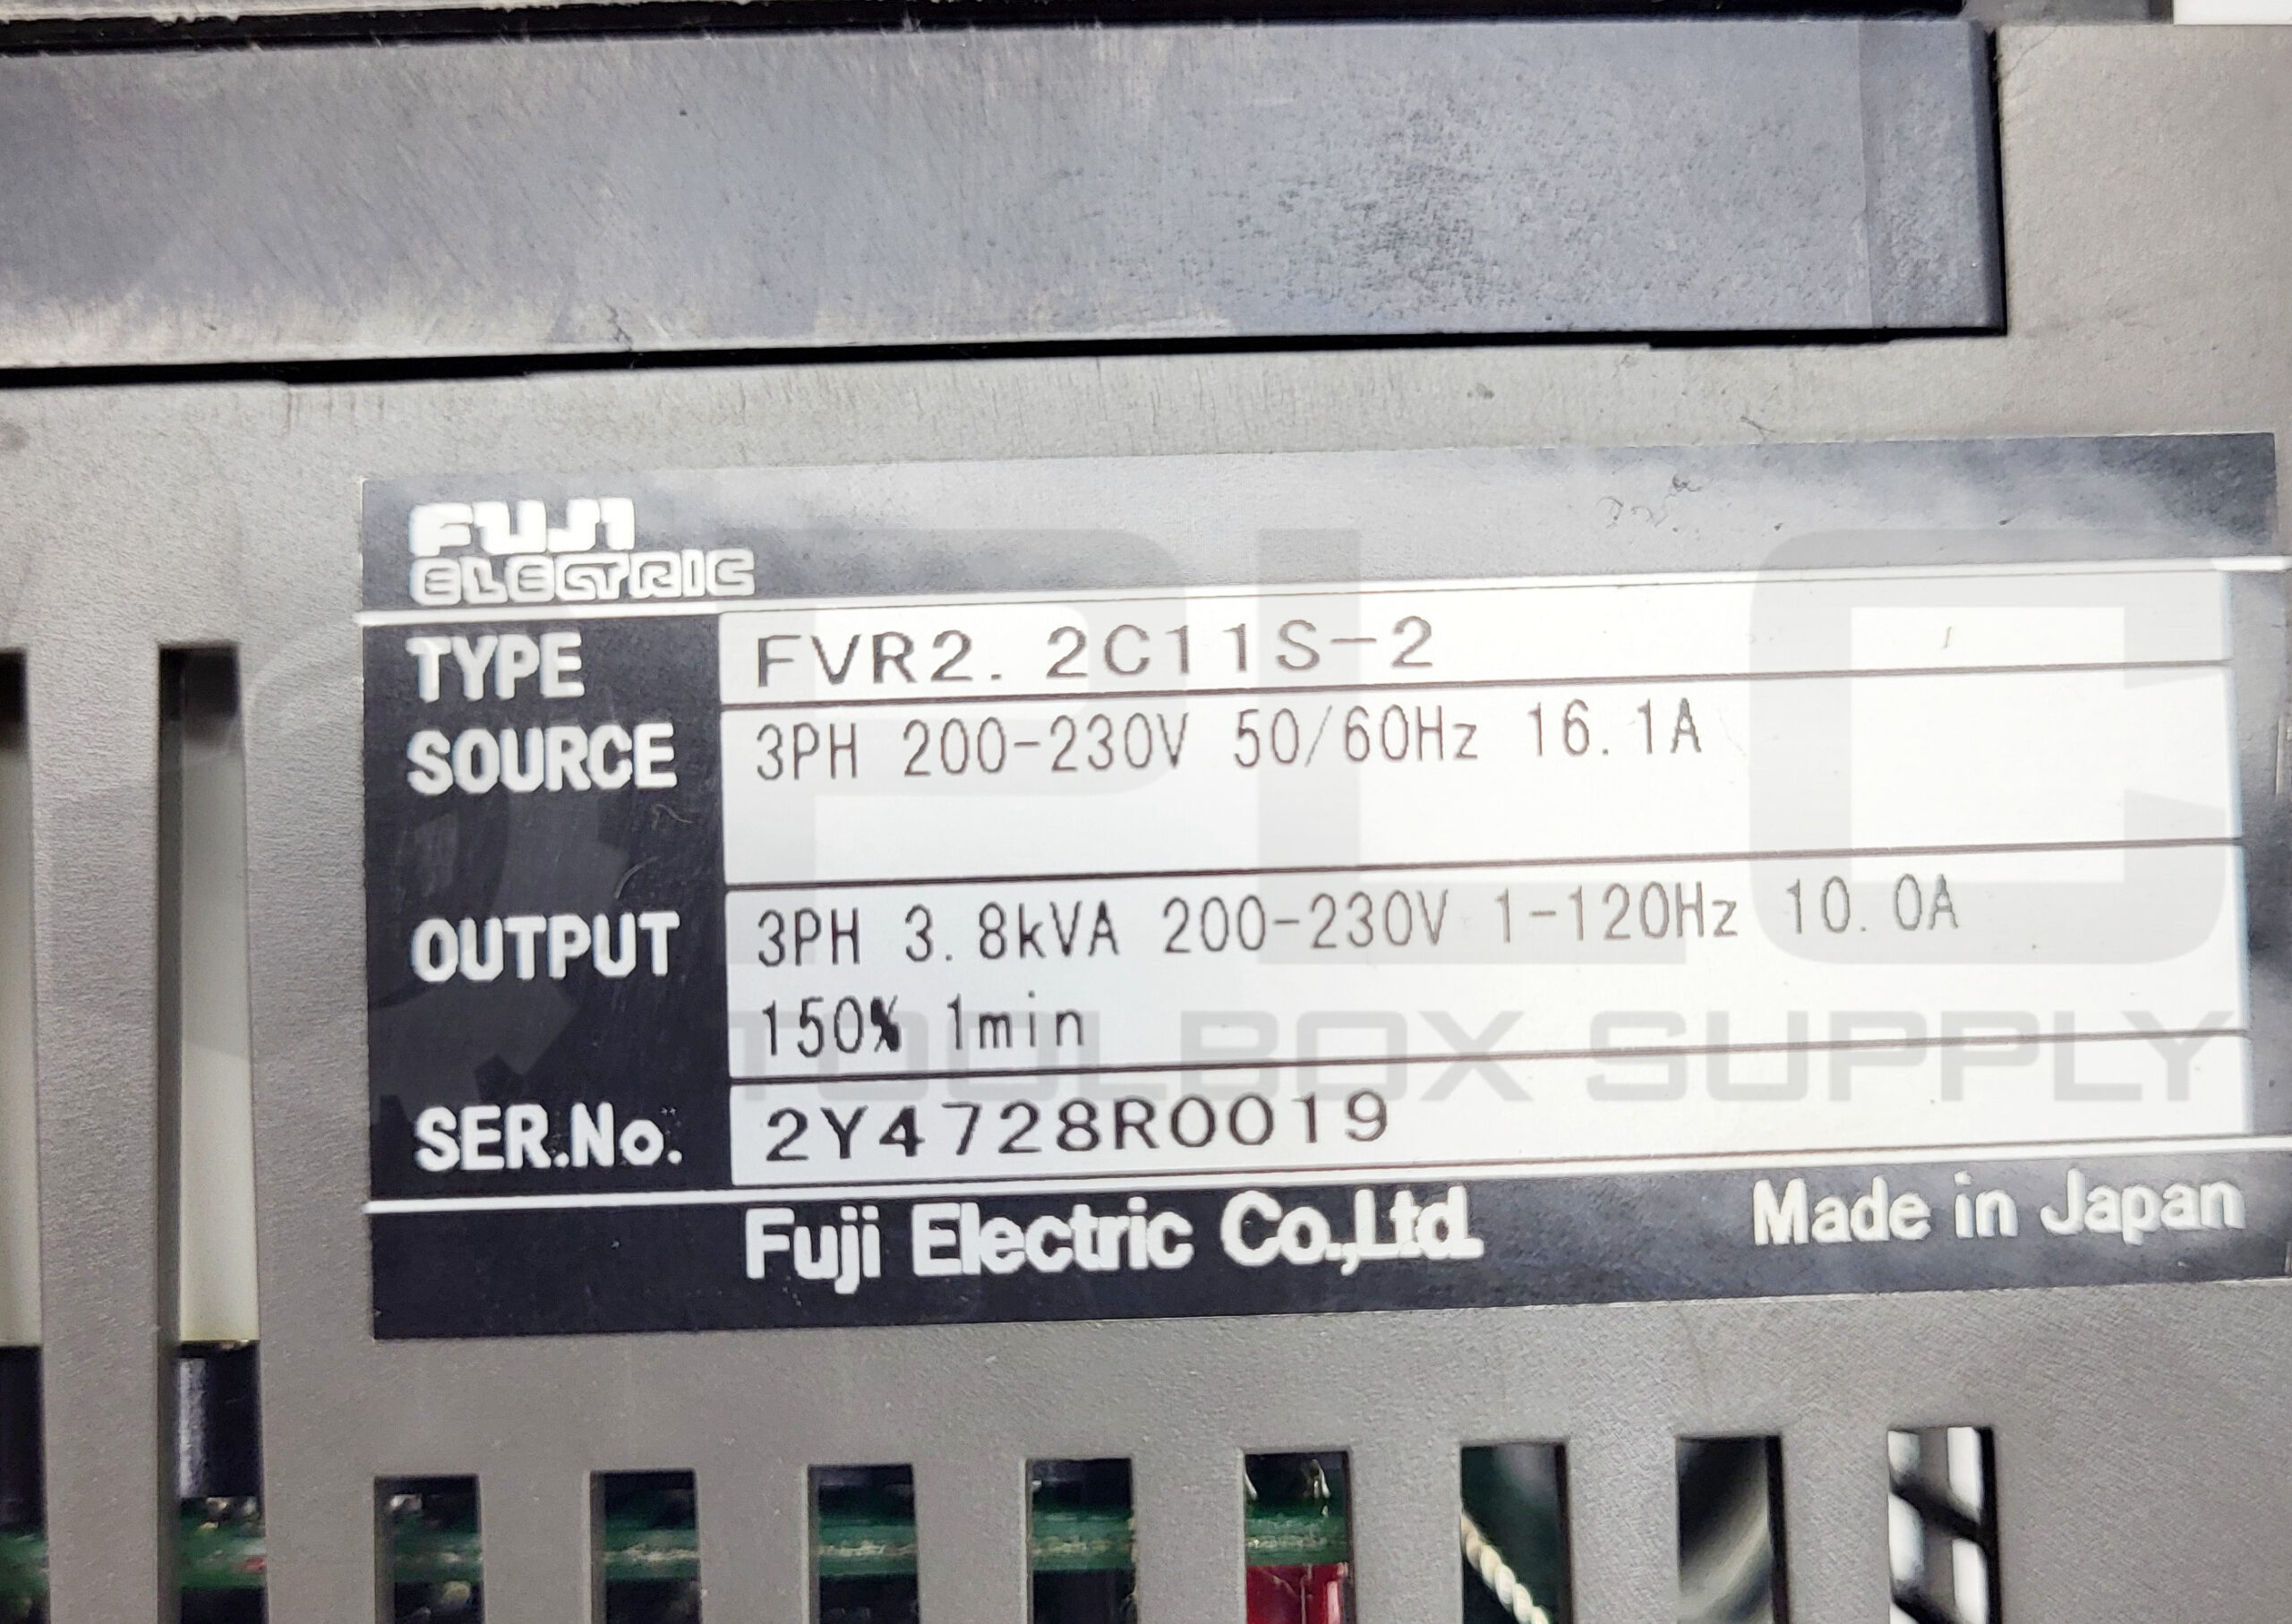 FUJI
ELECTRIC
TYPE FVR2.2C11S-2
SOURCE 3PH 200-230V 50/60Hz 16.1A
OUTPUT 3PH 3.8kVA 200-230V 1-120Hz 10.0A
150% 1min
SER.No. 2Y4728R0019
Fuji Electric Co.,Ltd. Made in Japan
PLC
TOOLBOX SUPPLY